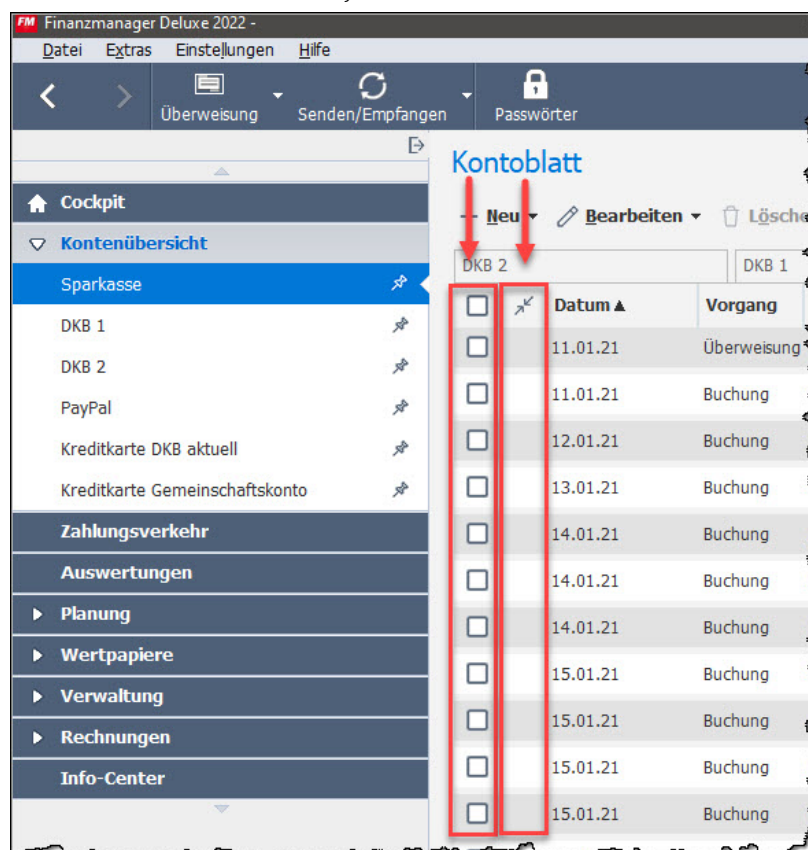 FM Finanzmanager Deluxe 2022 -
Datei Extras Einstellungen Hilfe
Überweisung Senden/Empfangen Passwörter
Kontoblatt
Cockpit
Neu Bearbeiten
Kontenübersicht
DKB 2 DKB 1
Sparkasse
Datum Vorgang
DKB 1
11.01.21 Überweisung
DKB 2
11.01.21 Buchung
PayPal
12.01.21 Buchung
Kreditkarte DKB aktuell
13.01.21 Buchung
Kreditkarte Gemeinschaftskonto
Zahlungsverkehr
14.01.21 Buchung
Auswertungen
14.01.21 Buchung
Planung
14.01.21 Buchung
Wertpapiere
15.01.21 Buchung
Verwaltung
15.01.21 Buchung
Rechnungen
15.01.21 Buchung
Info-Center
15.01.21 Buchung